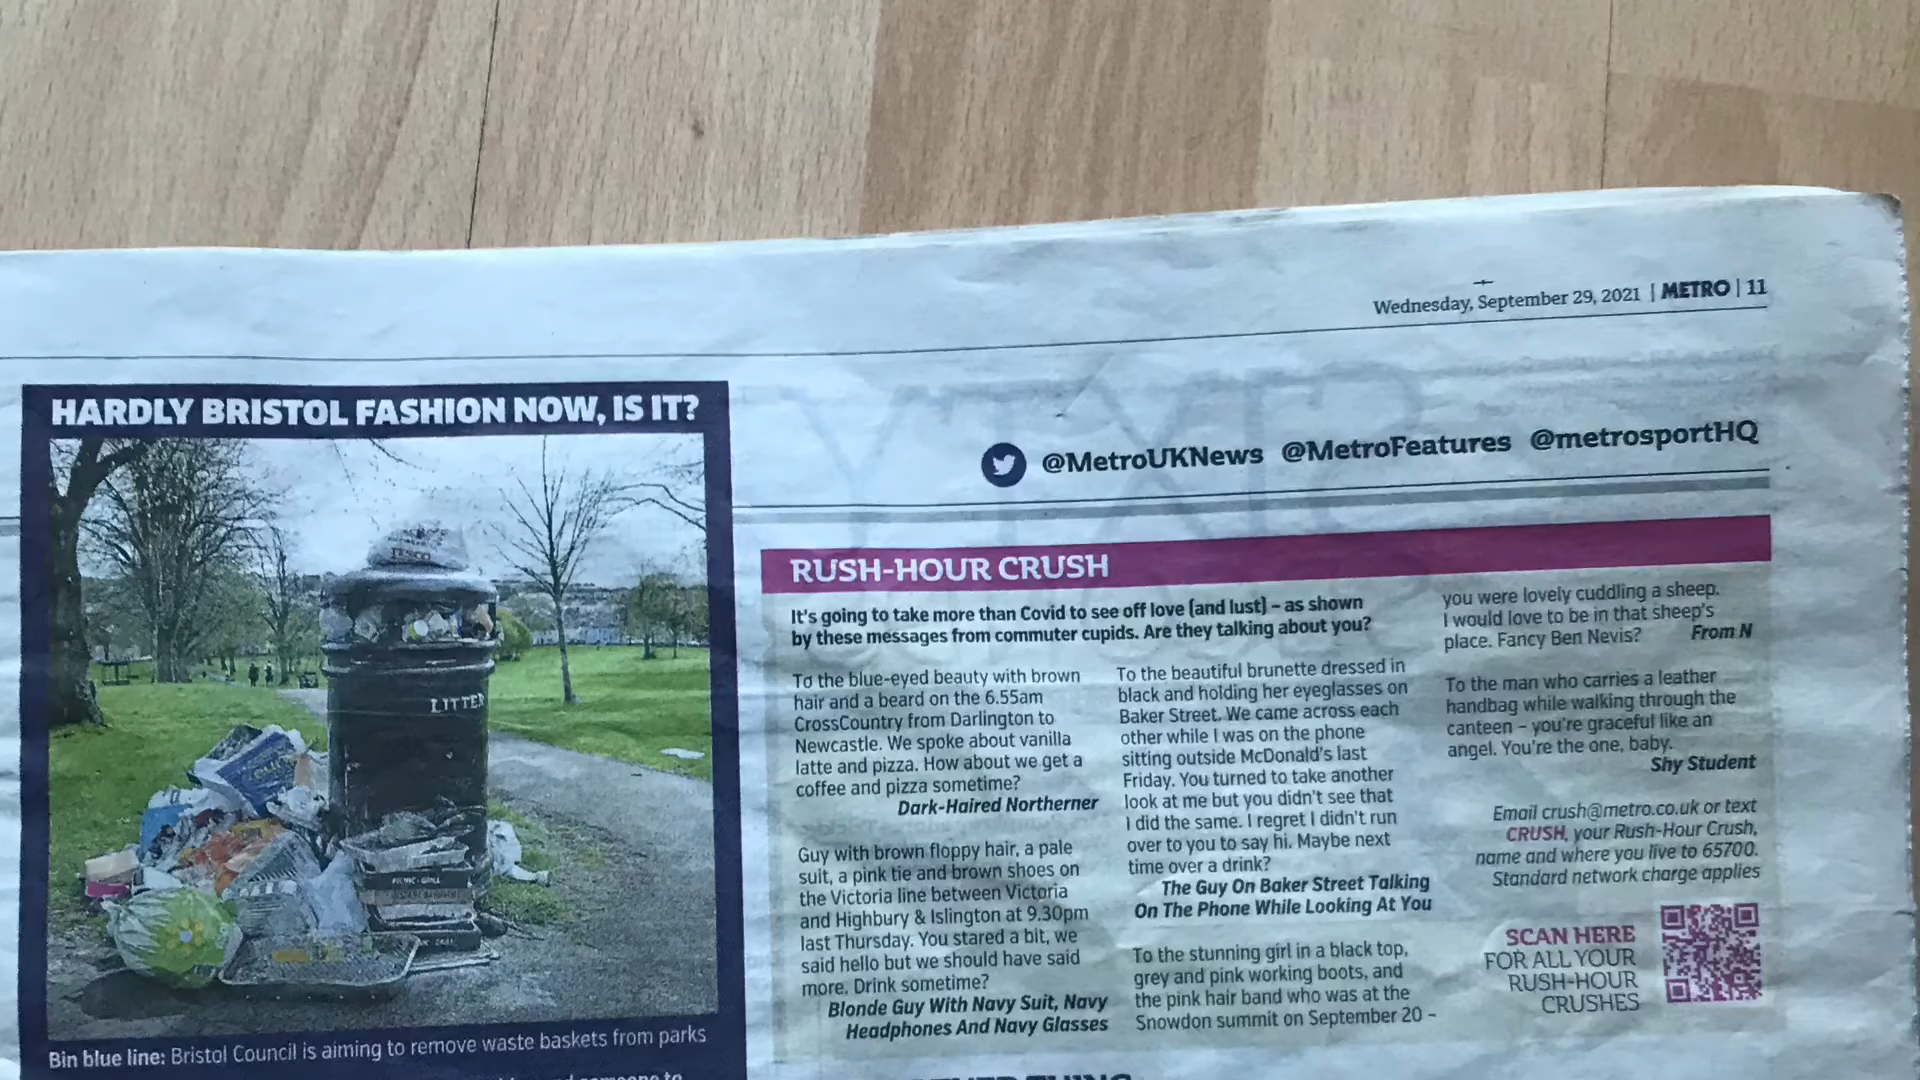 Wednesday, September 29, 2021 | METRO | 11
HARDLY BRISTOL FASHION NOW, IS IT?
TESCO
LITTER
Bin blue line: Bristol Council is aiming to remove waste baskets from parks
@MetroUKNews @MetroFeatures @metrosportHQ
RUSH-HOUR CRUSH
It's going to take more than Covid to see off love (and lust) – as shown
by these messages from commuter cupids. Are they talking about you?
To the blue-eyed beauty with brown
hair and a beard on the 6.55am
CrossCountry from Darlington to
Newcastle. We spoke about vanilla
latte and pizza. How about we get a
coffee and pizza sometime?
Dark-Haired Northerner
Guy with brown floppy hair, a pale
suit, a pink tie and brown shoes on
the Victoria line between Victoria
and Highbury & Islington at 9.30pm
last Thursday. You stared a bit, we
said hello but we should have said
more. Drink sometime?
Blonde Guy With Navy Suit, Navy
Headphones And Navy Glasses
To the beautiful brunette dressed in
black and holding her eyeglasses on
Baker Street. We came across each
other while I was on the phone
sitting outside McDonald's last
Friday. You turned to take another
look at me but you didn't see that
I did the same. I regret I didn't run
over to you to say hi. Maybe next
time over a drink?
The Guy On Baker Street Talking
On The Phone While Looking At You
To the stunning girl in a black top,
grey and pink working boots, and
the pink hair band who was at the
Snowdon summit on September 20 –
you were lovely cuddling a sheep.
I would love to be in that sheep's
place. Fancy Ben Nevis? From N
To the man who carries a leather
handbag while walking through the
canteen – you're graceful like an
angel. You're the one, baby.
Shy Student
Email crush@metro.co.uk or text
CRUSH, your Rush-Hour Crush,
name and where you live to 65700.
Standard network charge applies
SCAN HERE
FOR ALL YOUR
RUSH-HOUR
CRUSHES